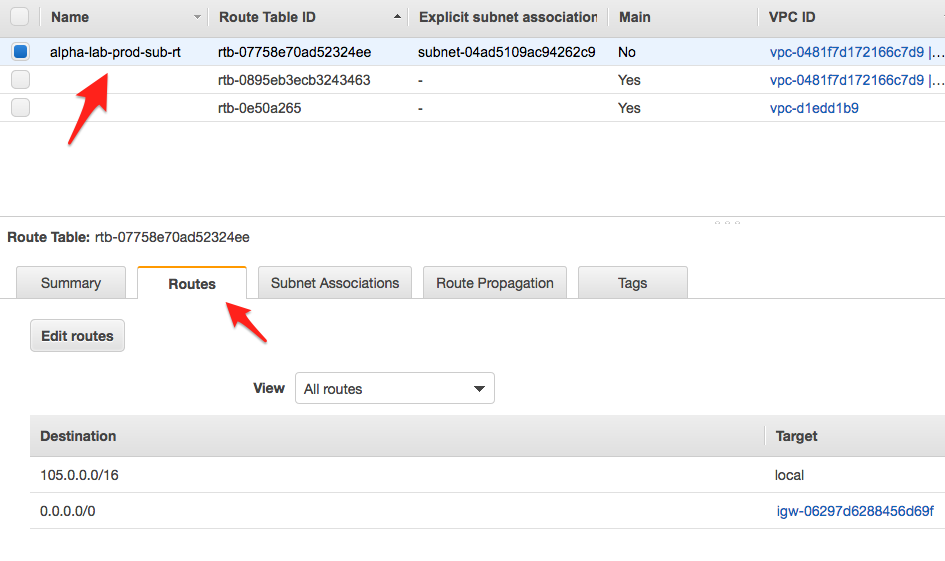 Name Route Table ID Explicit subnet association Main VPC ID
alpha-lab-prod-sub-rt rtb-07758e70ad52324ee subnet-04ad5109ac94262c9 No vpc-0481f7d172166c7d9 |...
rtb-0895eb3ecb3243463 - Yes vpc-0481f7d172166c7d9 |...
rtb-0e50a265 - Yes vpc-d1edd1b9
Route Table: rtb-07758e70ad52324ee
Summary Routes Subnet Associations Route Propagation Tags
Edit routes
View All routes
Destination Target
105.0.0.0/16 local
0.0.0.0/0 igw-06297d6288456d69f